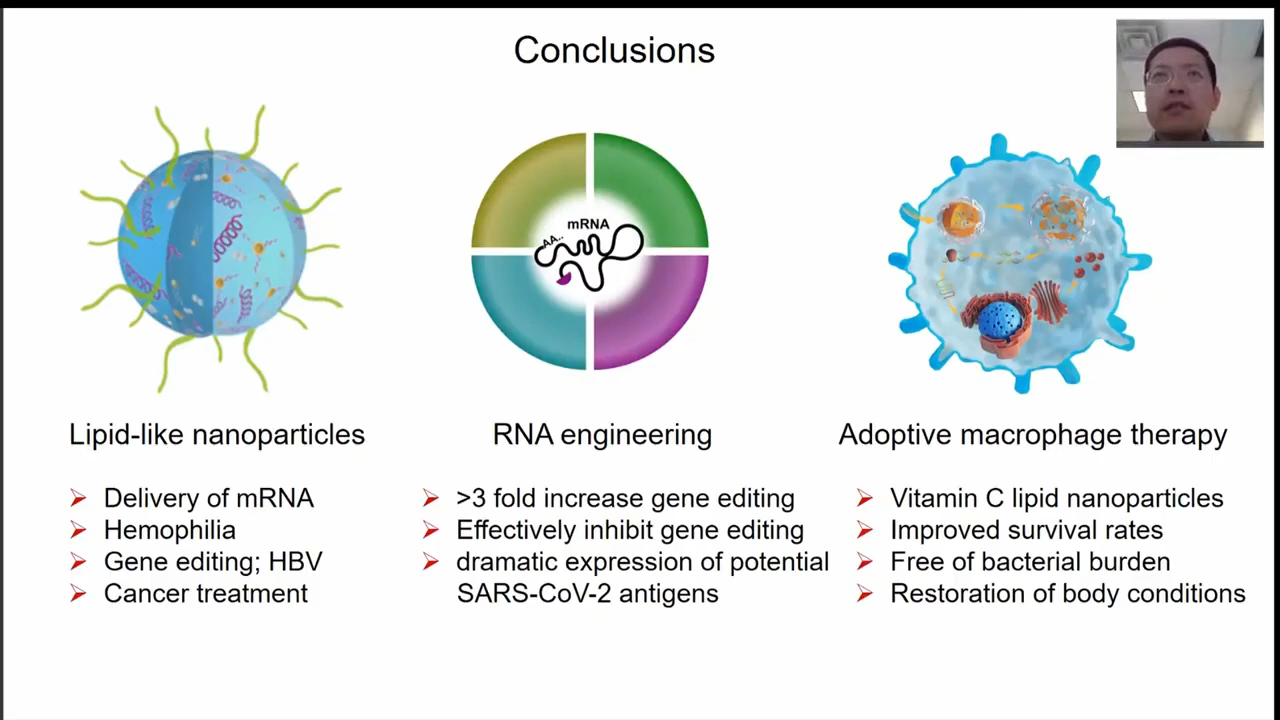 Conclusions
mRNA
AA..
Lipid-like nanoparticles
Delivery of mRNA
Hemophilia
Gene editing; HBV
Cancer treatment
RNA engineering
>3 fold increase gene editing
Effectively inhibit gene editing
dramatic expression of potential
SARS-CoV-2 antigens
Adoptive macrophage therapy
Vitamin C lipid nanoparticles
Improved survival rates
Free of bacterial burden
Restoration of body conditions